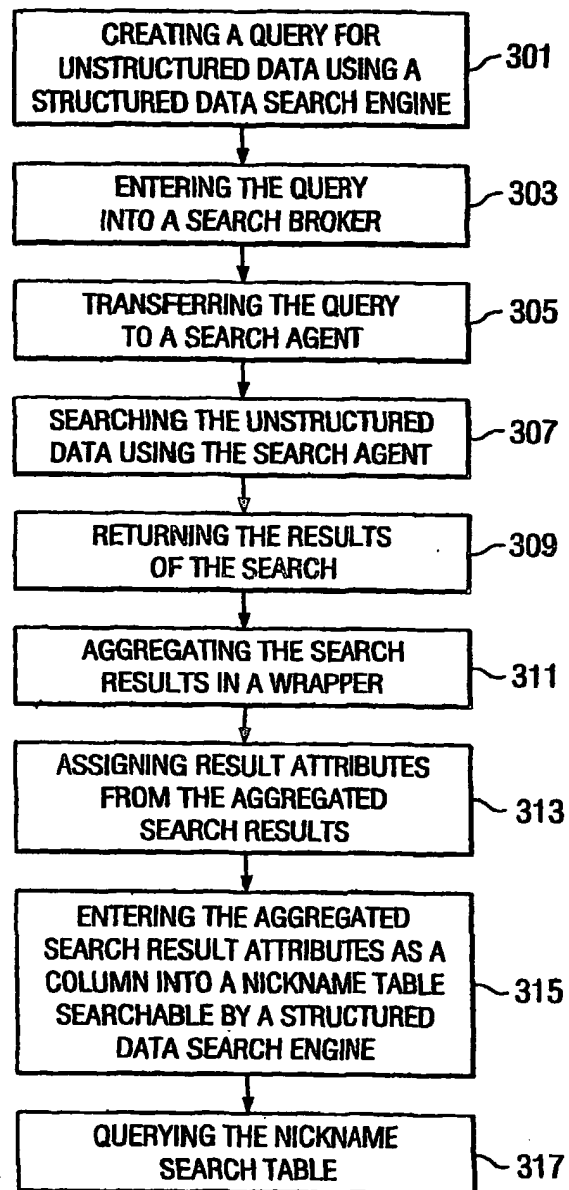 CREATING A QUERY FOR
UNSTRUCTURED DATA USING A
STRUCTURED DATA SEARCH ENGINE
301
ENTERING THE QUERY
INTO A SEARCH BROKER
303
TRANSFERRING THE QUERY
TO A SEARCH AGENT
305
SEARCHING THE UNSTRUCTURED
DATA USING THE SEARCH AGENT
307
RETURNING THE RESULTS
OF THE SEARCH
309
AGGREGATING THE SEARCH
RESULTS IN A WRAPPER
311
ASSIGNING RESULT ATTRIBUTES
FROM THE AGGREGATED
SEARCH RESULTS
313
ENTERING THE AGGREGATED
SEARCH RESULT ATTRIBUTES AS A
COLUMN INTO A NICKNAME TABLE
SEARCHABLE BY A STRUCTURED
DATA SEARCH ENGINE
315
QUERYING THE NICKNAME
SEARCH TABLE
317